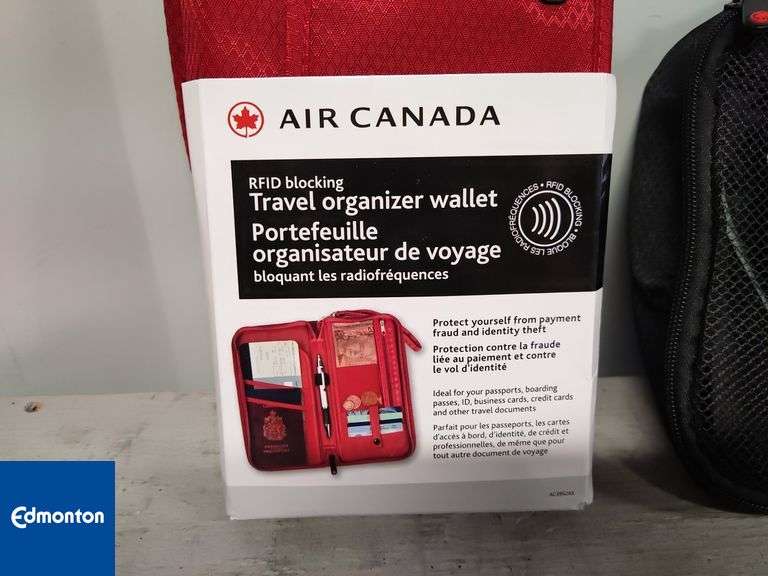 AIR CANADA
RFID blocking
Travel organizer wallet
Portefeuille
organisateur de voyage
bloquant les radiofréquences
• RFID BLOCKING • BLOQUE LES RADIOFRÉQUENCES
Protect yourself from payment
fraud and identity theft
Protection contre la fraude
liée au paiement et contre
le vol d'identité
Ideal for your passports, boarding
passes, ID, business cards, credit cards
and other travel documents
Parfait pour les passeports, les cartes
d'accès à bord, d'identité, de crédit et
professionnelles, de même que pour
tout autre document de voyage
Edmonton